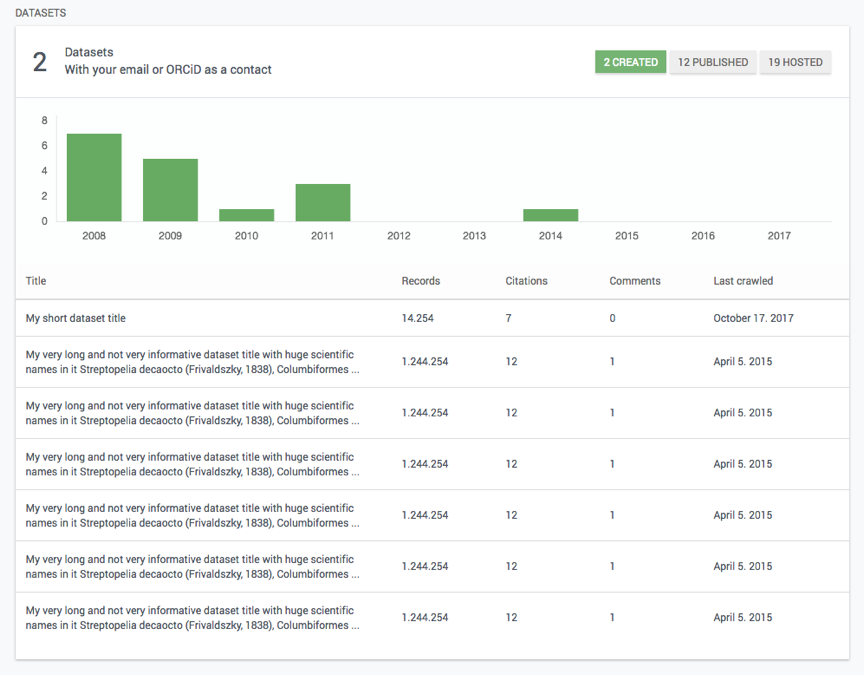 DATASETS
2
Datasets
With your email or ORCiD as a contact
2 CREATED
12 PUBLISHED
19 HOSTED
8
6
4
2
0
2008 2009 2010 2011 2012 2013 2014 2015 2016 2017
Title Records Citations Comments Last crawled
My short dataset title 14.254 7 0 October 17. 2017
My very long and not very informative dataset title with huge scientific
names in it Streptopelia decaocto (Frivaldszky, 1838), Columbiformes ...
1.244.254 12 1 April 5. 2015
My very long and not very informative dataset title with huge scientific
names in it Streptopelia decaocto (Frivaldszky, 1838), Columbiformes ...
1.244.254 12 1 April 5. 2015
My very long and not very informative dataset title with huge scientific
names in it Streptopelia decaocto (Frivaldszky, 1838), Columbiformes ...
1.244.254 12 1 April 5. 2015
My very long and not very informative dataset title with huge scientific
names in it Streptopelia decaocto (Frivaldszky, 1838), Columbiformes ...
1.244.254 12 1 April 5. 2015
My very long and not very informative dataset title with huge scientific
names in it Streptopelia decaocto (Frivaldszky, 1838), Columbiformes ...
1.244.254 12 1 April 5. 2015
My very long and not very informative dataset title with huge scientific
names in it Streptopelia decaocto (Frivaldszky, 1838), Columbiformes ...
1.244.254 12 1 April 5. 2015